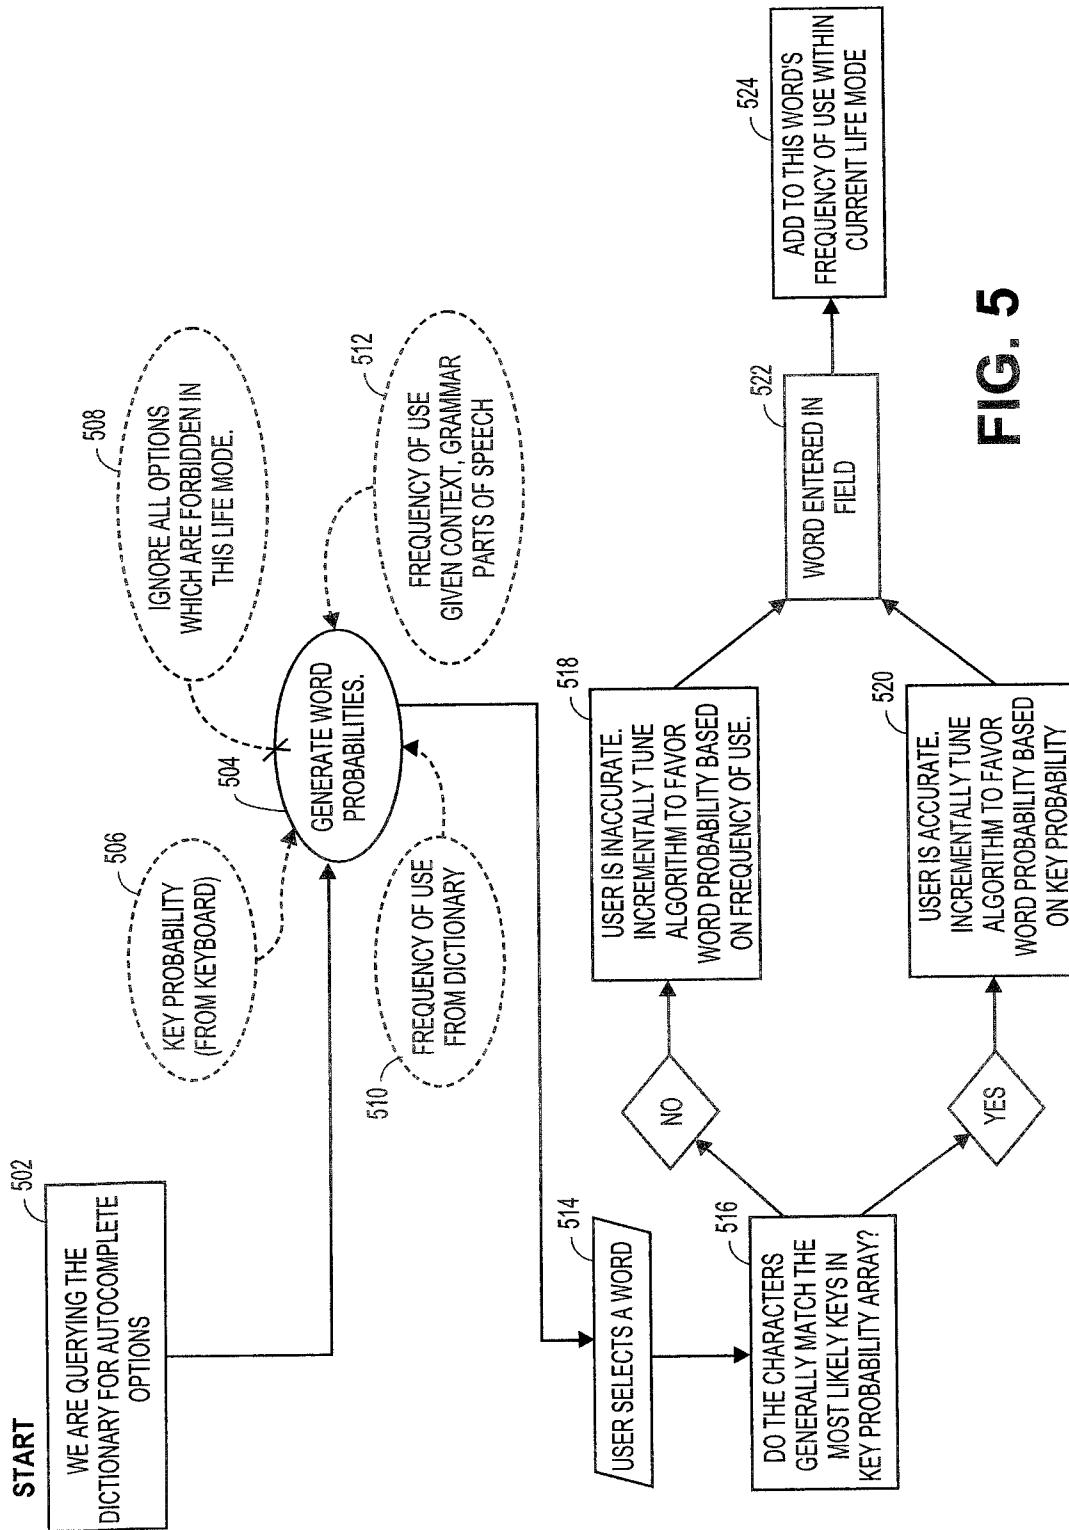 START
502
WE ARE QUERYING THE
DICTIONARY FOR AUTOCOMPLETE
OPTIONS
506
KEY PROBABILITY
(FROM KEYBOARD)
508
IGNORE ALL OPTIONS
WHICH ARE FORBIDDEN IN
THIS LIFE MODE.
504
GENERATE WORD
PROBABILITIES.
510
FREQUENCY OF USE
FROM DICTIONARY
512
FREQUENCY OF USE
GIVEN CONTEXT, GRAMMAR
PARTS OF SPEECH
514
USER SELECTS A WORD
516
DO THE CHARACTERS
GENERALLY MATCH THE
MOST LIKELY KEYS IN
KEY PROBABILITY ARRAY?
NO
YES
518
USER IS INACCURATE.
INCREMENTALLY TUNE
ALGORITHM TO FAVOR
WORD PROBABILITY BASED
ON FREQUENCY OF USE.
520
USER IS ACCURATE.
INCREMENTALLY TUNE
ALGORITHM TO FAVOR
WORD PROBABILITY BASED
ON KEY PROBABILITY
522
WORD ENTERED IN
FIELD
524
ADD TO THIS WORD'S
FREQUENCY OF USE WITHIN
CURRENT LIFE MODE
FIG. 5